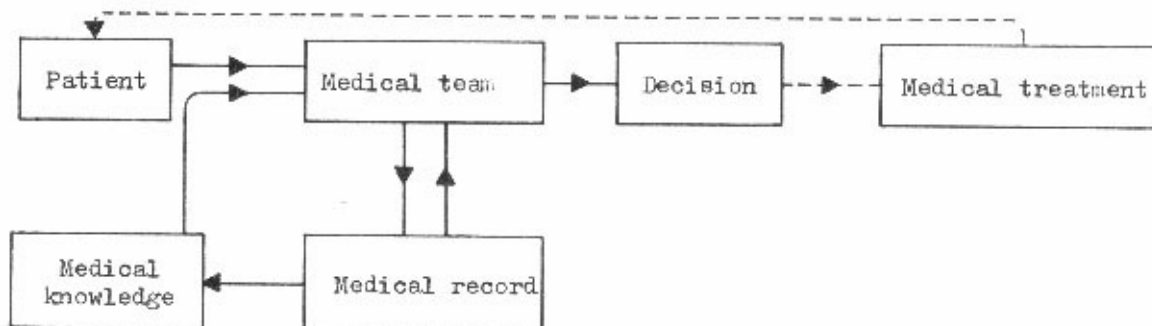 Patient
Medical team
Decision
Medical treatment
Medical
knowledge
Medical record